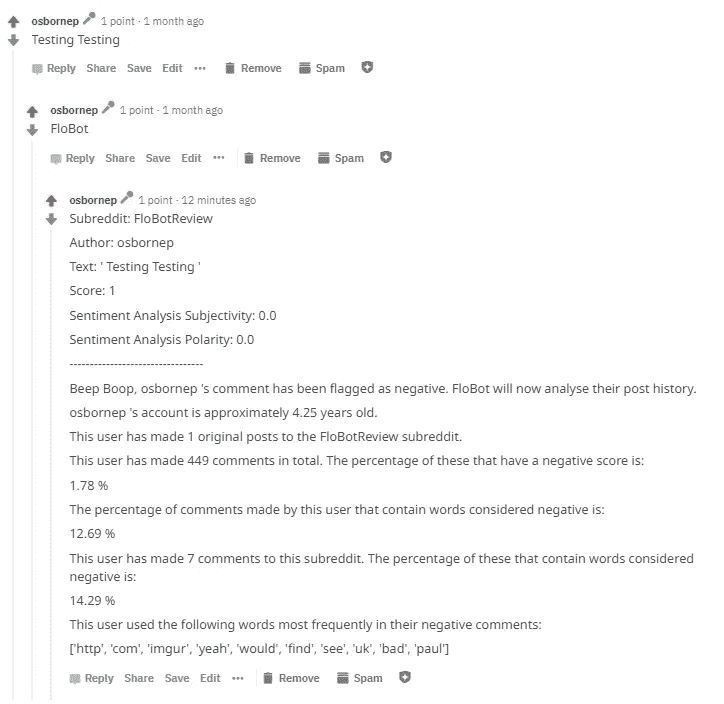 osbornep 1 point · 1 month ago
Testing Testing
Reply Share Save Edit ··· Remove Spam
osbornep 1 point · 1 month ago
FloBot
Reply Share Save Edit ··· Remove Spam
osbornep 1 point · 12 minutes ago
Subreddit: FloBotReview
Author: osbornep
Text: ' Testing Testing '
Score: 1
Sentiment Analysis Subjectivity: 0.0
Sentiment Analysis Polarity: 0.0
---------------------------------
Beep Boop, osbornep 's comment has been flagged as negative. FloBot will now analyse their post history.
osbornep 's account is approximately 4.25 years old.
This user has made 1 original posts to the FloBotReview subreddit.
This user has made 449 comments in total. The percentage of these that have a negative score is:
1.78 %
The percentage of comments made by this user that contain words considered negative is:
12.69 %
This user has made 7 comments to this subreddit. The percentage of these that contain words considered
negative is:
14.29 %
This user used the following words most frequently in their negative comments:
['http', 'com', 'imgur', 'yeah', 'would', 'find', 'see', 'uk', 'bad', 'paul']
Reply Share Save Edit ··· Remove Spam